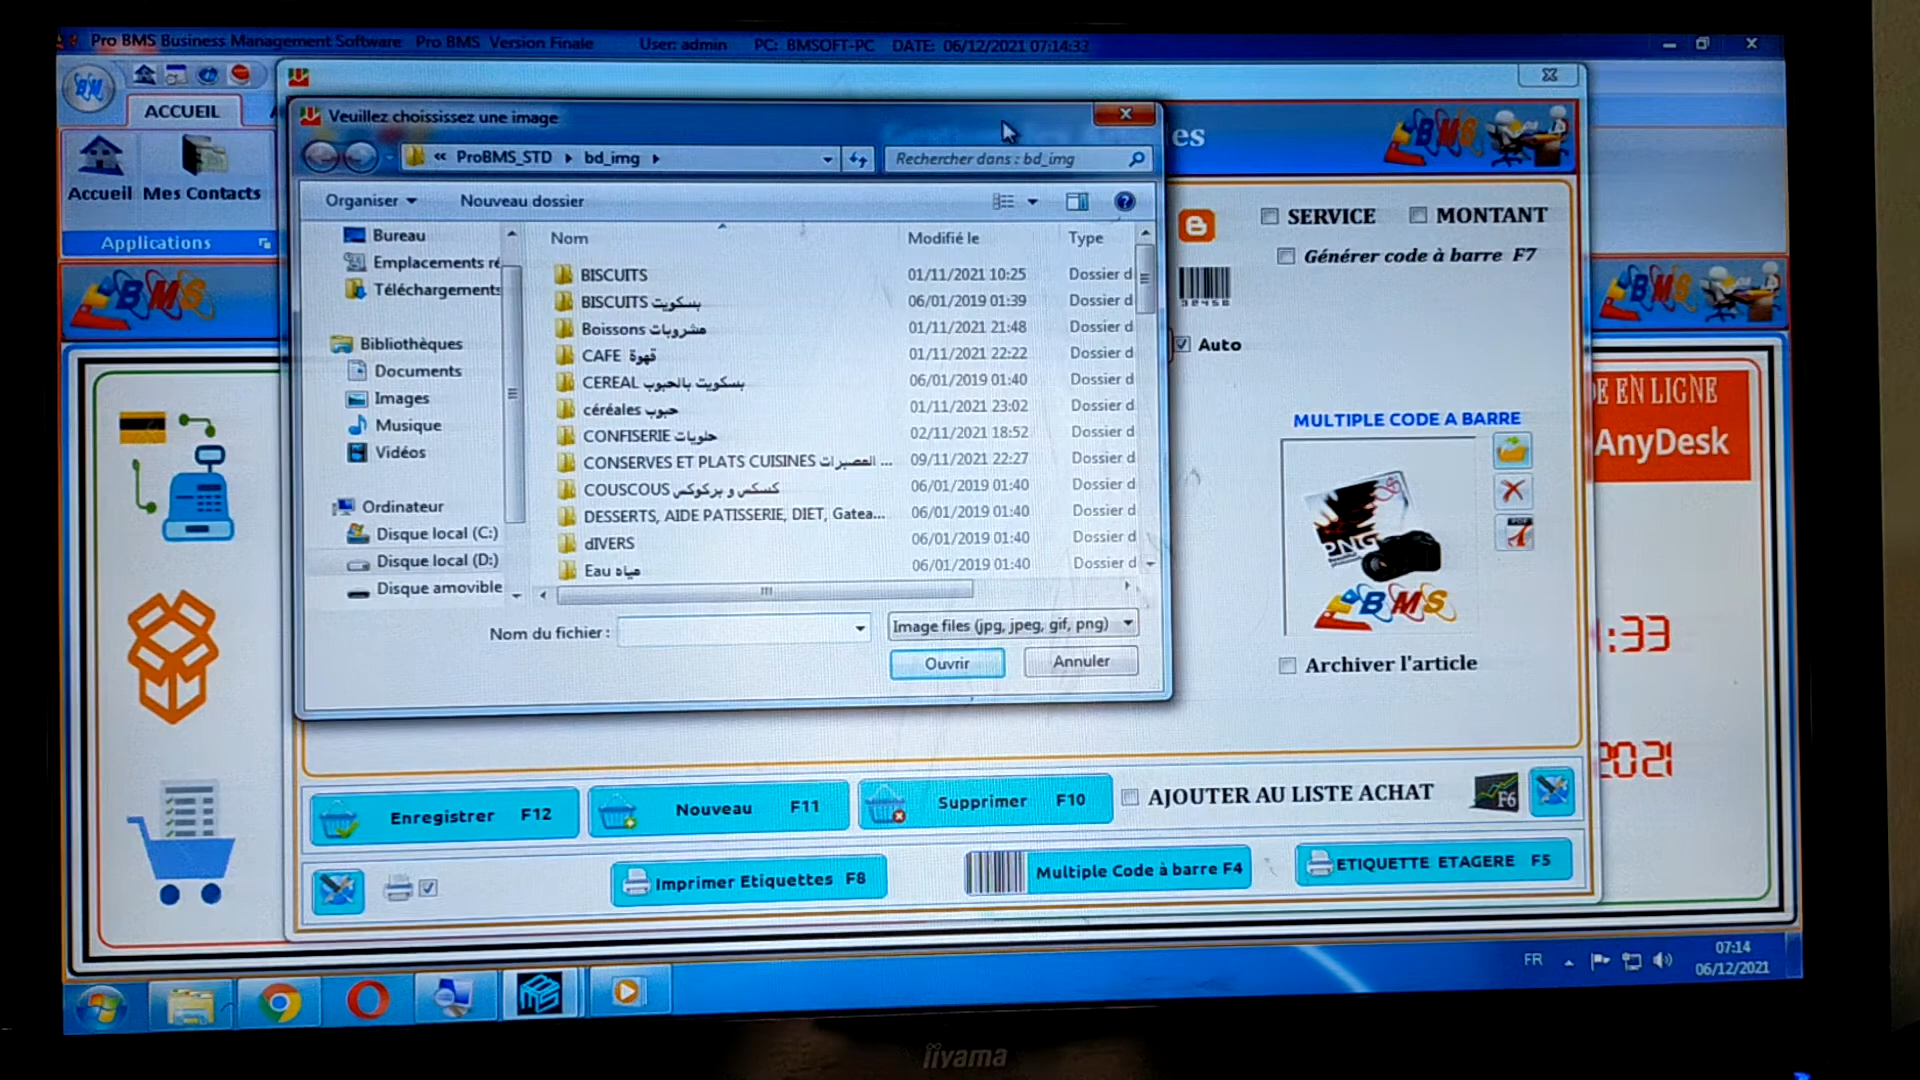 Pro BMS Business Management Software Pro BMS Version Finale User: admin PC: BMSOFT-PC DATE: 06/12/2021 07:14:33
BM
ACCUEIL
Accueil
Mes Contacts
Applications
BMS
Veuillez choississez une image
« ProBMS_STD bd_img
Rechercher dans : bd_img
Organiser
Nouveau dossier
Bureau
Emplacements ré
Téléchargements
Bibliothèques
Documents
Images
Musique
Vidéos
Ordinateur
Disque local (C:)
Disque local (D:)
Disque amovible
Nom Modifié le Type
BISCUITS 01/11/2021 10:25 Dossier d
BISCUITS بسكويت 06/01/2019 01:39 Dossier d
Boissons مشروبات 01/11/2021 21:48 Dossier d
CAFE قهوة 01/11/2021 22:22 Dossier d
CEREAL بسكويت بالحبوب 06/01/2019 01:40 Dossier d
céréales حبوب 01/11/2021 23:02 Dossier d
CONFISERIE حلويات 02/11/2021 18:52 Dossier d
CONSERVES ET PLATS CUISINES المصبرات ... 09/11/2021 22:27 Dossier d
COUSCOUS كسكس و بركوكس 06/01/2019 01:40 Dossier d
DESSERTS, AIDE PATISSERIE, DIET, Gatea... 06/01/2019 01:40 Dossier d
dIVERS 06/01/2019 01:40 Dossier d
Eau مياه 06/01/2019 01:40 Dossier d
Nom du fichier :
Image files (jpg, jpeg, gif, png)
Ouvrir
Annuler
es
BMS
SERVICE
MONTANT
Générer code à barre F7
Auto
MULTIPLE CODE A BARRE
PNG
BMS
PDF
Archiver l'article
BMS
E EN LIGNE
AnyDesk
:33
2021
Enregistrer F12
Nouveau F11
Supprimer F10
AJOUTER AU LISTE ACHAT
F6
Imprimer Etiquettes F8
Multiple Code à barre F4
ETIQUETTE ETAGERE F5
FR
07:14
06/12/2021
iiyama